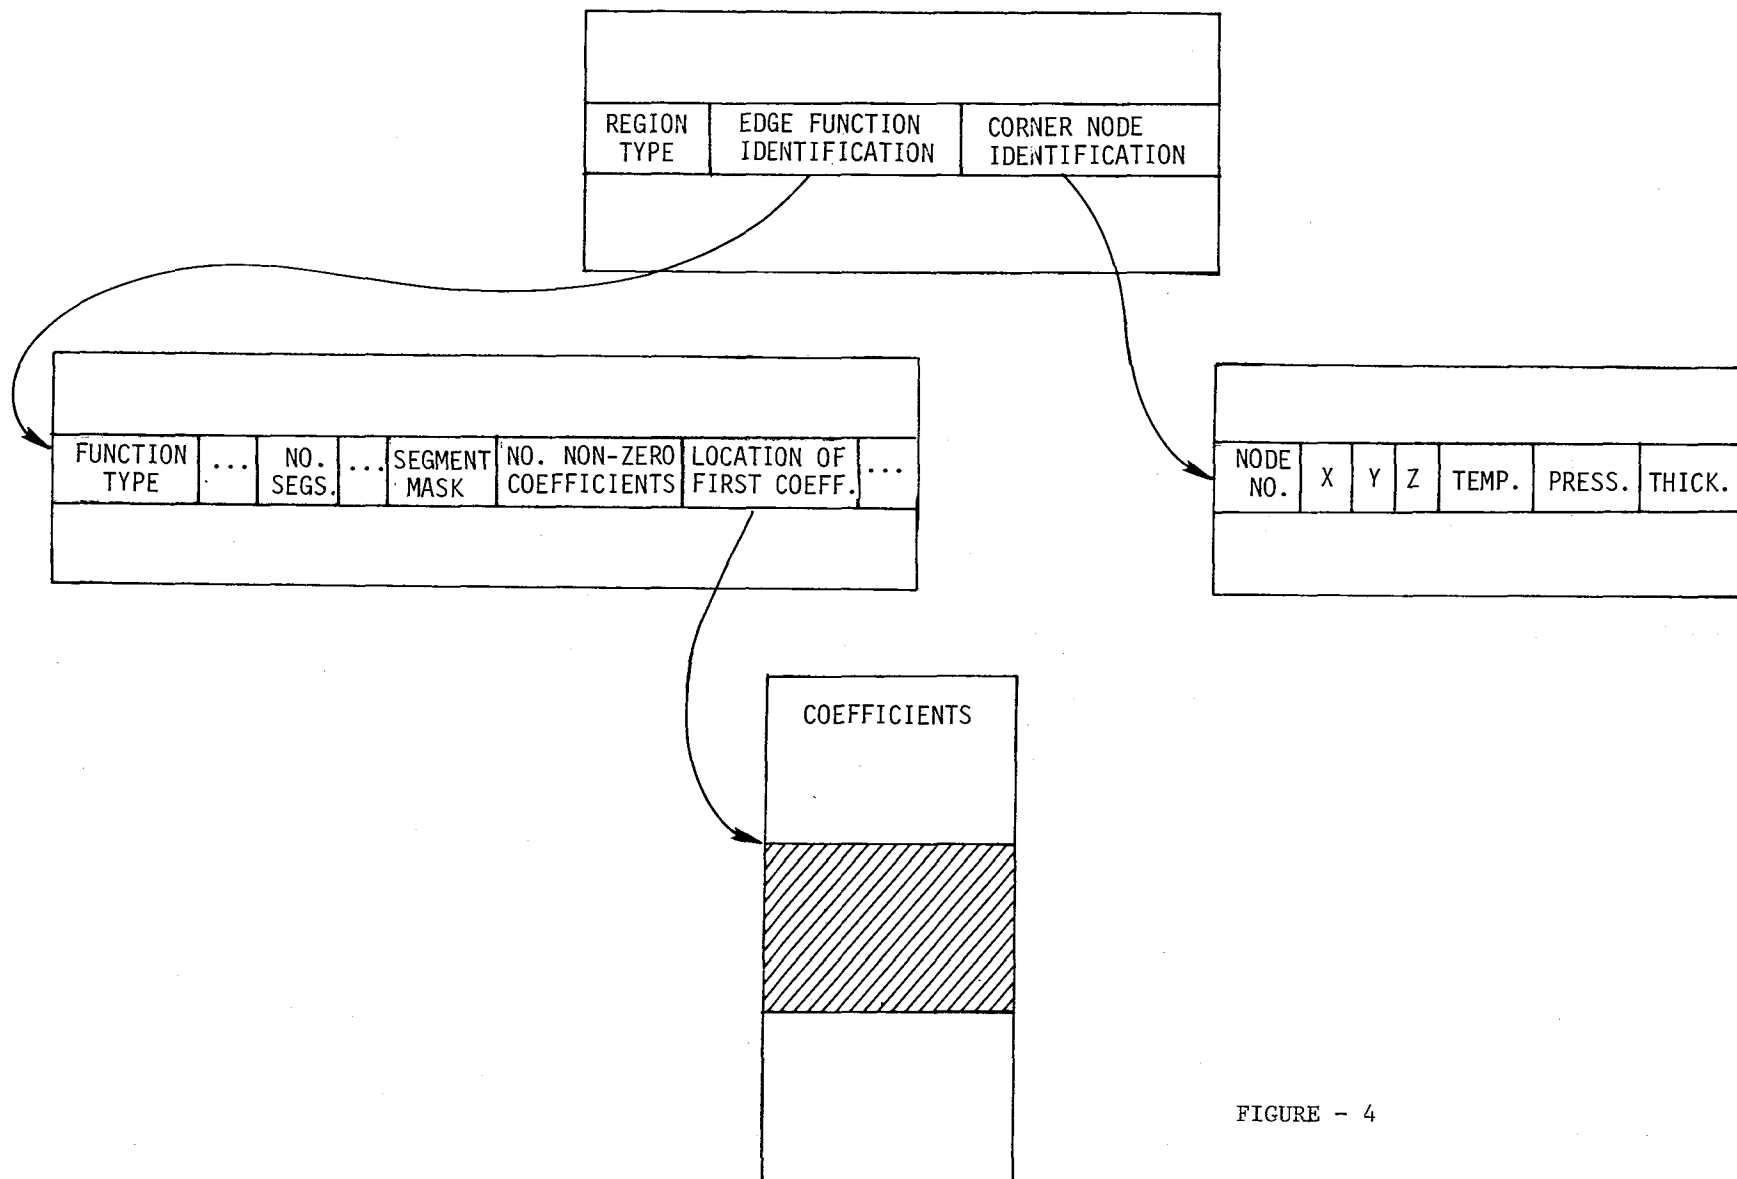 REGION
TYPE
EDGE FUNCTION
IDENTIFICATION
CORNER NODE
IDENTIFICATION
FUNCTION
TYPE
...
NO.
SEGS.
...
SEGMENT
MASK
NO. NON-ZERO
COEFFICIENTS
LOCATION OF
FIRST COEFF.
...
NODE
NO.
X
Y
Z
TEMP.
PRESS.
THICK.
COEFFICIENTS
FIGURE - 4